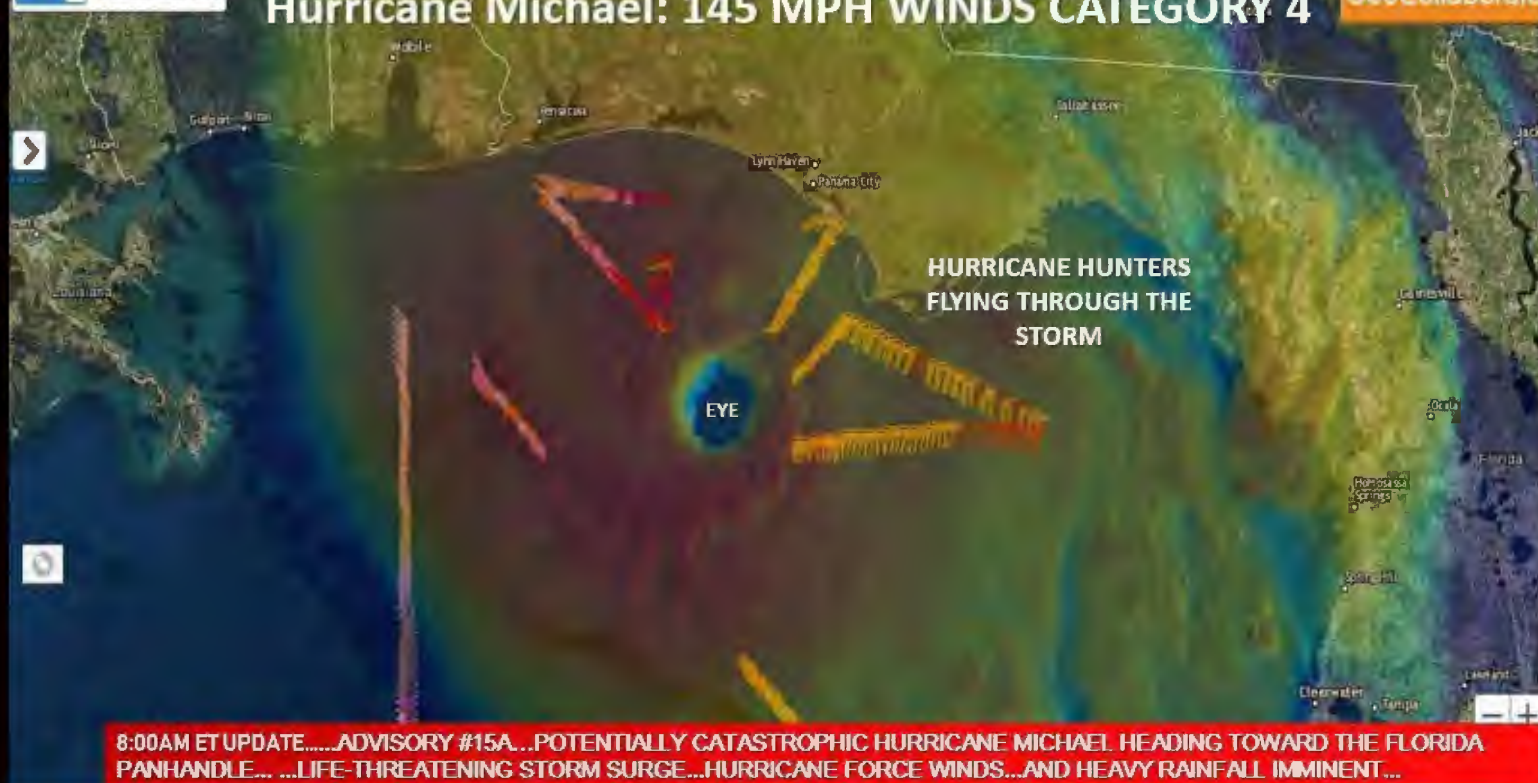 Hurricane Michael: 145 MPH WINDS CATEGORY 4
Mobile
Gulfport
Biloxi
Pensacola
Tallahassee
Lynn Haven
Panama City
HURRICANE HUNTERS
FLYING THROUGH THE
STORM
Louisiana
Gainesville
EYE
Ocala
Florida
Homosassa
Springs
Spring Hill
Lakeland
Clearwater
Tampa
8:00AM ET UPDATE......ADVISORY #15A...POTENTIALLY CATASTROPHIC HURRICANE MICHAEL HEADING TOWARD THE FLORIDA
PANHANDLE... ...LIFE-THREATENING STORM SURGE...HURRICANE FORCE WINDS...AND HEAVY RAINFALL IMMINENT...